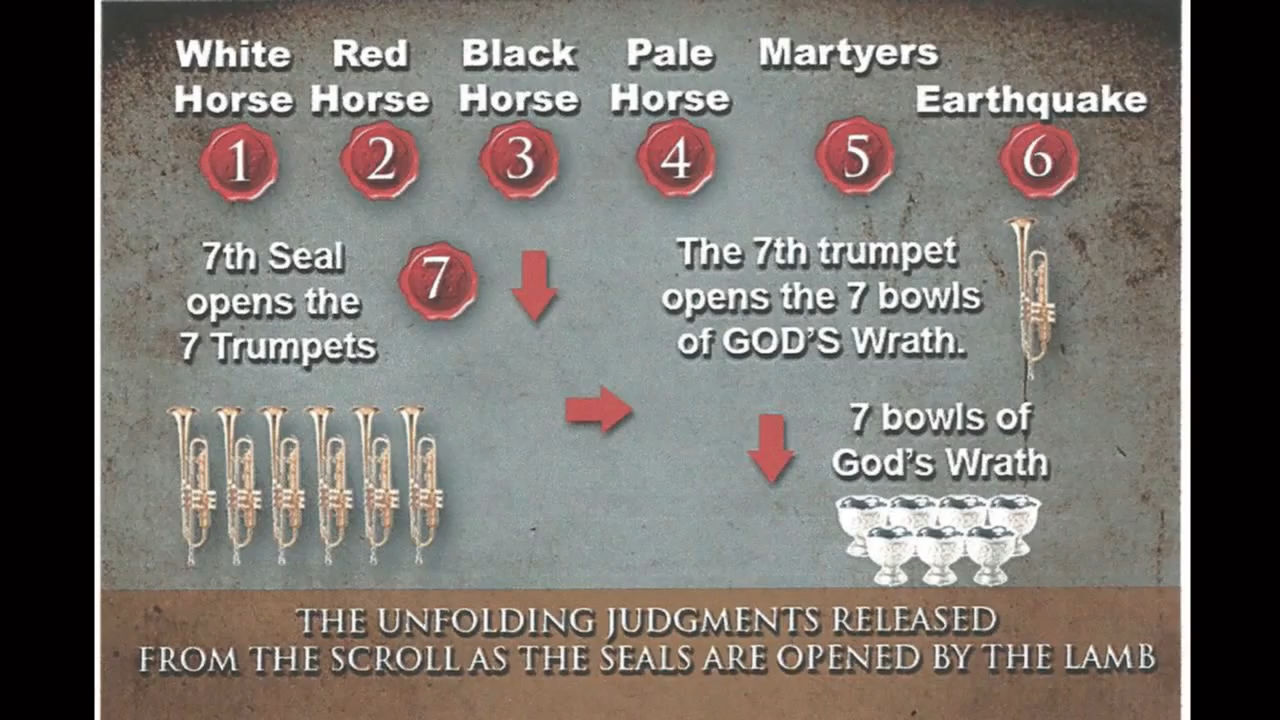 White Horse
Red Horse
Black Horse
Pale Horse
Martyers
Earthquake
1 2 3 4 5 6
7th Seal
opens the
7 Trumpets
7
The 7th trumpet
opens the 7 bowls
of GOD'S Wrath.
7 bowls of
God's Wrath
THE UNFOLDING JUDGMENTS RELEASED
FROM THE SCROLL AS THE SEALS ARE OPENED BY THE LAMB